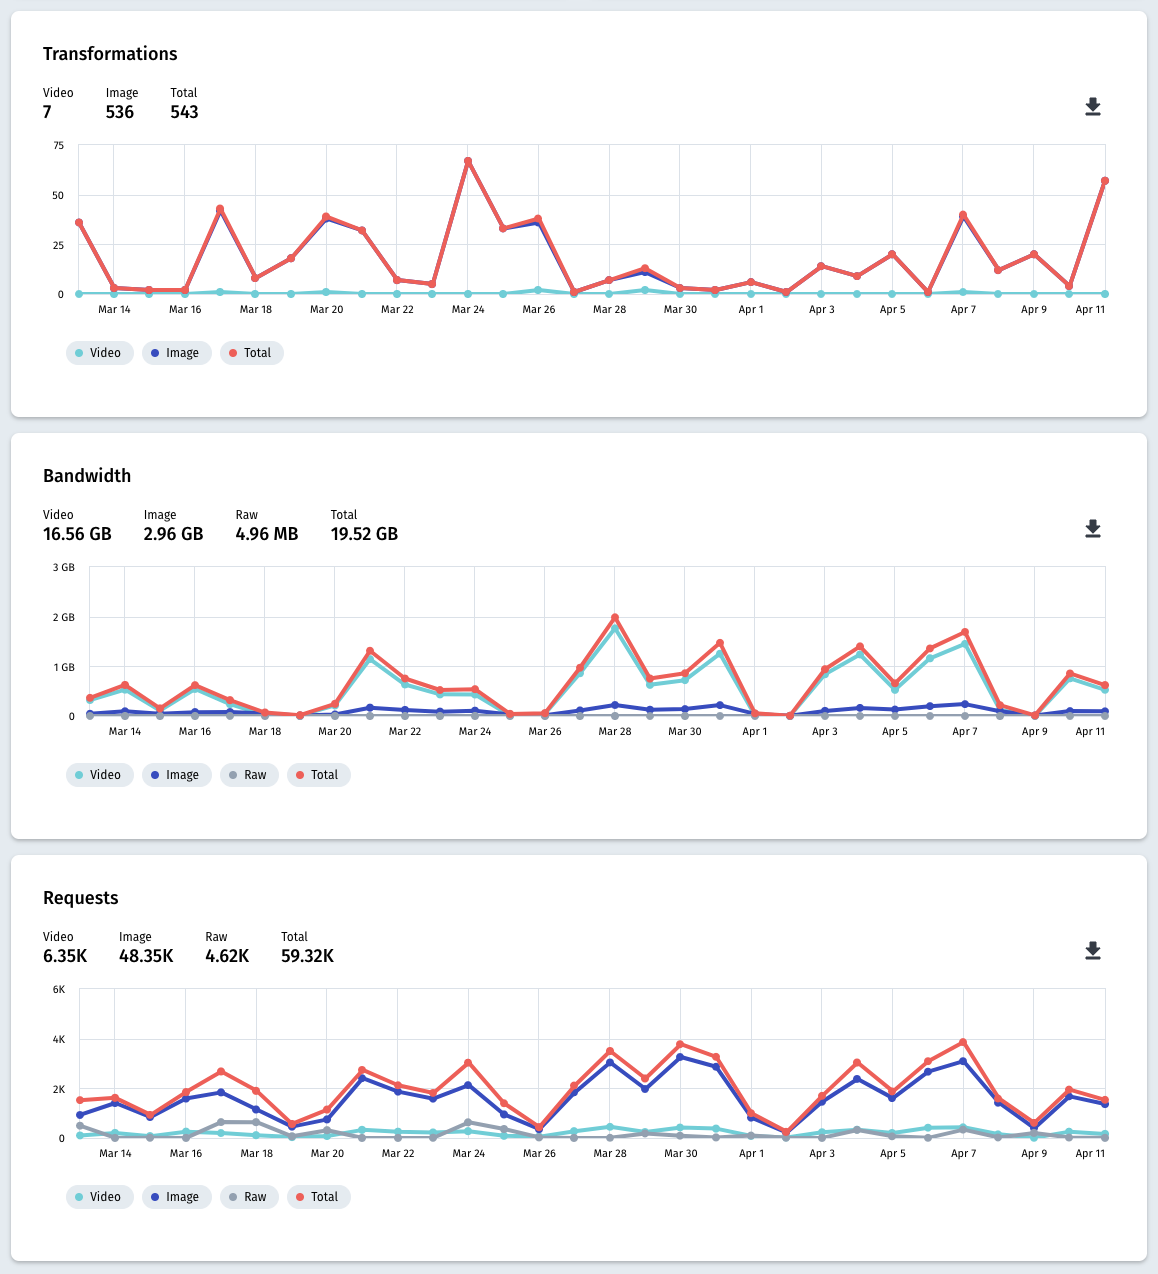 Transformations
Video Image Total
7 536 543
75
50
25
0
Mar 14 Mar 16 Mar 18 Mar 20 Mar 22 Mar 24 Mar 26 Mar 28 Mar 30 Apr 1 Apr 3 Apr 5 Apr 7 Apr 9 Apr 11
Video Image Total
Bandwidth
Video Image Raw Total
16.56 GB 2.96 GB 4.96 MB 19.52 GB
3 GB
2 GB
1 GB
0
Mar 14 Mar 16 Mar 18 Mar 20 Mar 22 Mar 24 Mar 26 Mar 28 Mar 30 Apr 1 Apr 3 Apr 5 Apr 7 Apr 9 Apr 11
Video Image Raw Total
Requests
Video Image Raw Total
6.35K 48.35K 4.62K 59.32K
6K
4K
2K
0
Mar 14 Mar 16 Mar 18 Mar 20 Mar 22 Mar 24 Mar 26 Mar 28 Mar 30 Apr 1 Apr 3 Apr 5 Apr 7 Apr 9 Apr 11
Video Image Raw Total